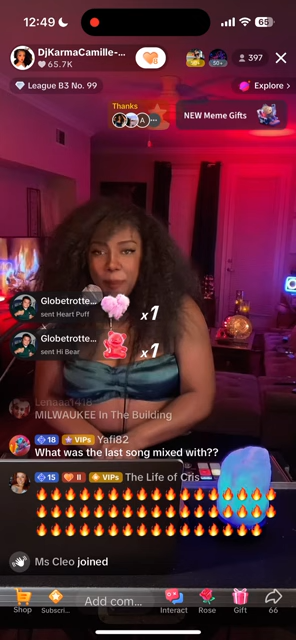 12:49
65
DjKarmaCamille-...
65.7K
50+
397
League B3 No. 99
Explore >
Thanks
A
NEW Meme Gifts
Globetrotte...
sent Heart Puff
x1
Globetrotte...
sent Hi Bear
x1
MILWAUKEE In The Building
18 VIPs Yafi82
What was the last song mixed with??
15 II VIPs The Life of Cris
🔥🔥🔥🔥🔥🔥🔥🔥🔥🔥🔥🔥🔥🔥🔥🔥🔥
🔥🔥🔥🔥🔥🔥🔥🔥🔥🔥🔥🔥🔥🔥🔥🔥🔥
🔥🔥🔥🔥🔥🔥🔥🔥🔥🔥🔥🔥🔥🔥🔥🔥
Ms Cleo joined
Shop
Subscri...
Add com...
Interact
Rose
Gift
66